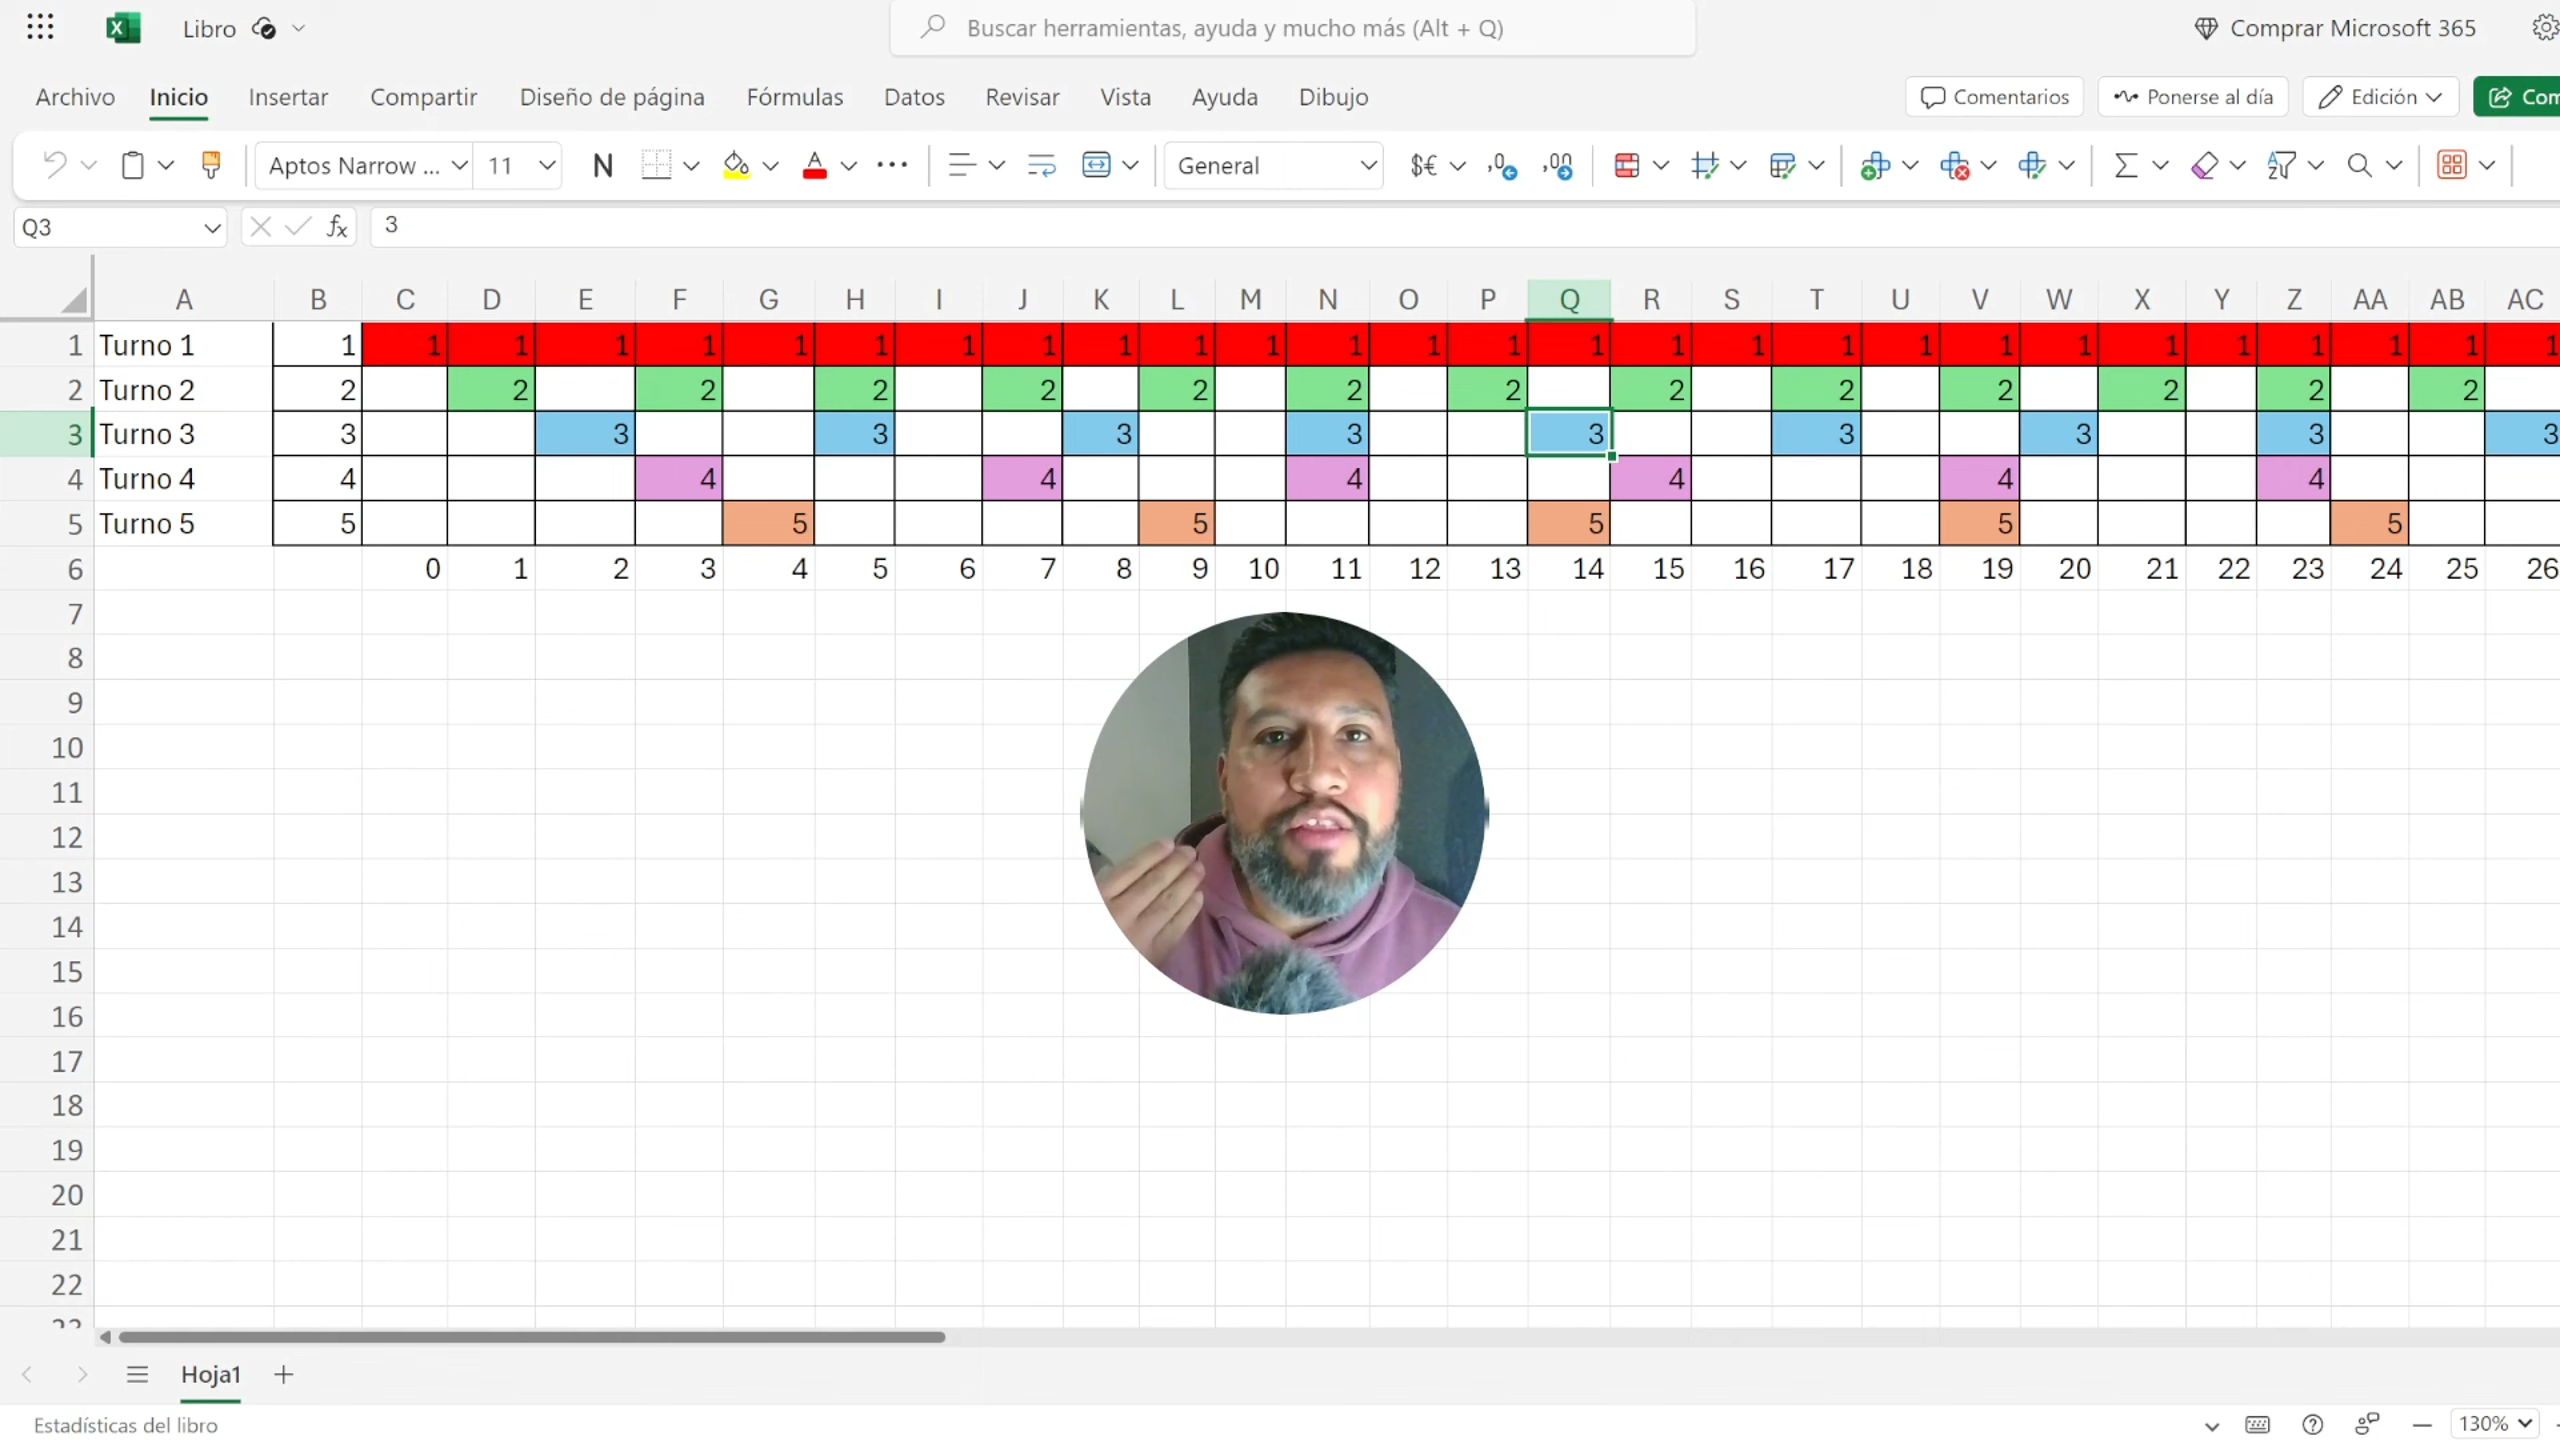 Libro
Buscar herramientas, ayuda y mucho más (Alt + Q)
Comprar Microsoft 365
Archivo Inicio Insertar Compartir Diseño de página Fórmulas Datos Revisar Vista Ayuda Dibujo
Comentarios Ponerse al día Edición Com
Aptos Narrow ... 11 N A General $€
Q3 fx 3
A B C D E F G H I J K L M N O P Q R S T U V W X Y Z AA AB AC
1 Turno 1 1 1 1 1 1 1 1 1 1 1 1 1 1 1 1 1 1 1 1 1 1 1 1 1 1 1 1 1
2 Turno 2 2 2 2 2 2 2 2 2 2 2 2 2 2 2
3 Turno 3 3 3 3 3 3 3 3 3 3 3
4 Turno 4 4 4 4 4 4 4 4
5 Turno 5 5 5 5 5 5 5
6 0 1 2 3 4 5 6 7 8 9 10 11 12 13 14 15 16 17 18 19 20 21 22 23 24 25 26
7
8
9
10
11
12
13
14
15
16
17
18
19
20
21
22
Hoja1
Estadísticas del libro
130%